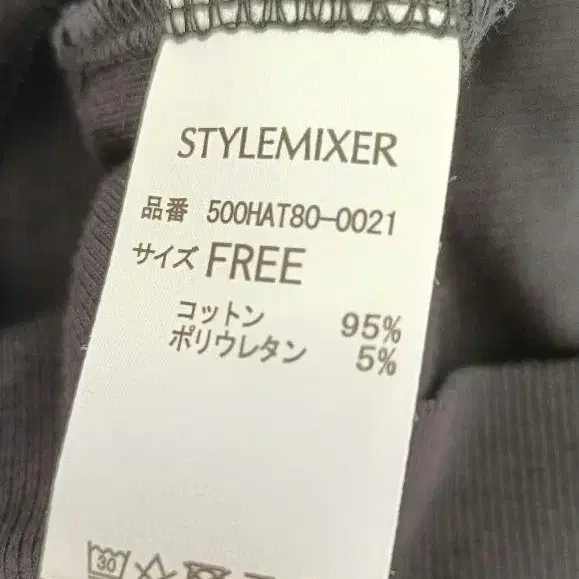 STYLEMIXER
品番 500HAT80-0021
サイズ FREE
コットン 95%
ポリウレタン 5%
30